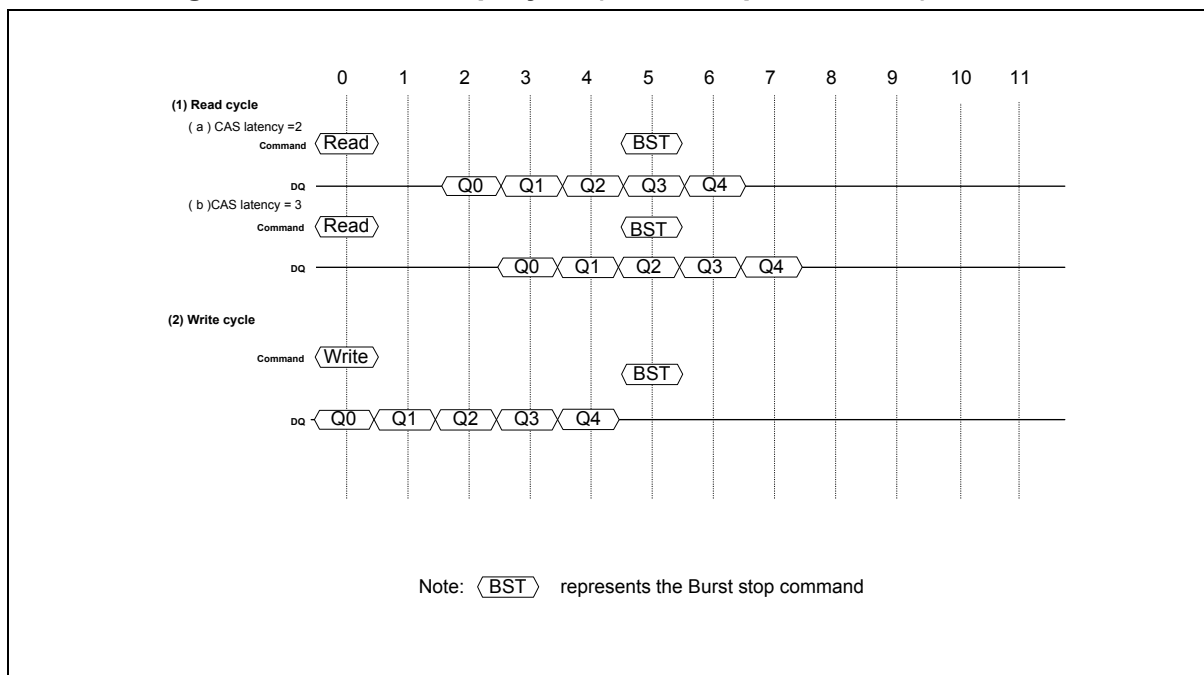 0 1 2 3 4 5 6 7 8 9 10 11
(1) Read cycle
( a ) CAS latency =2
Command Read BST
DQ Q0 Q1 Q2 Q3 Q4
( b )CAS latency = 3
Command Read BST
DQ Q0 Q1 Q2 Q3 Q4
(2) Write cycle
Command Write BST
DQ Q0 Q1 Q2 Q3 Q4
Note: BST represents the Burst stop command